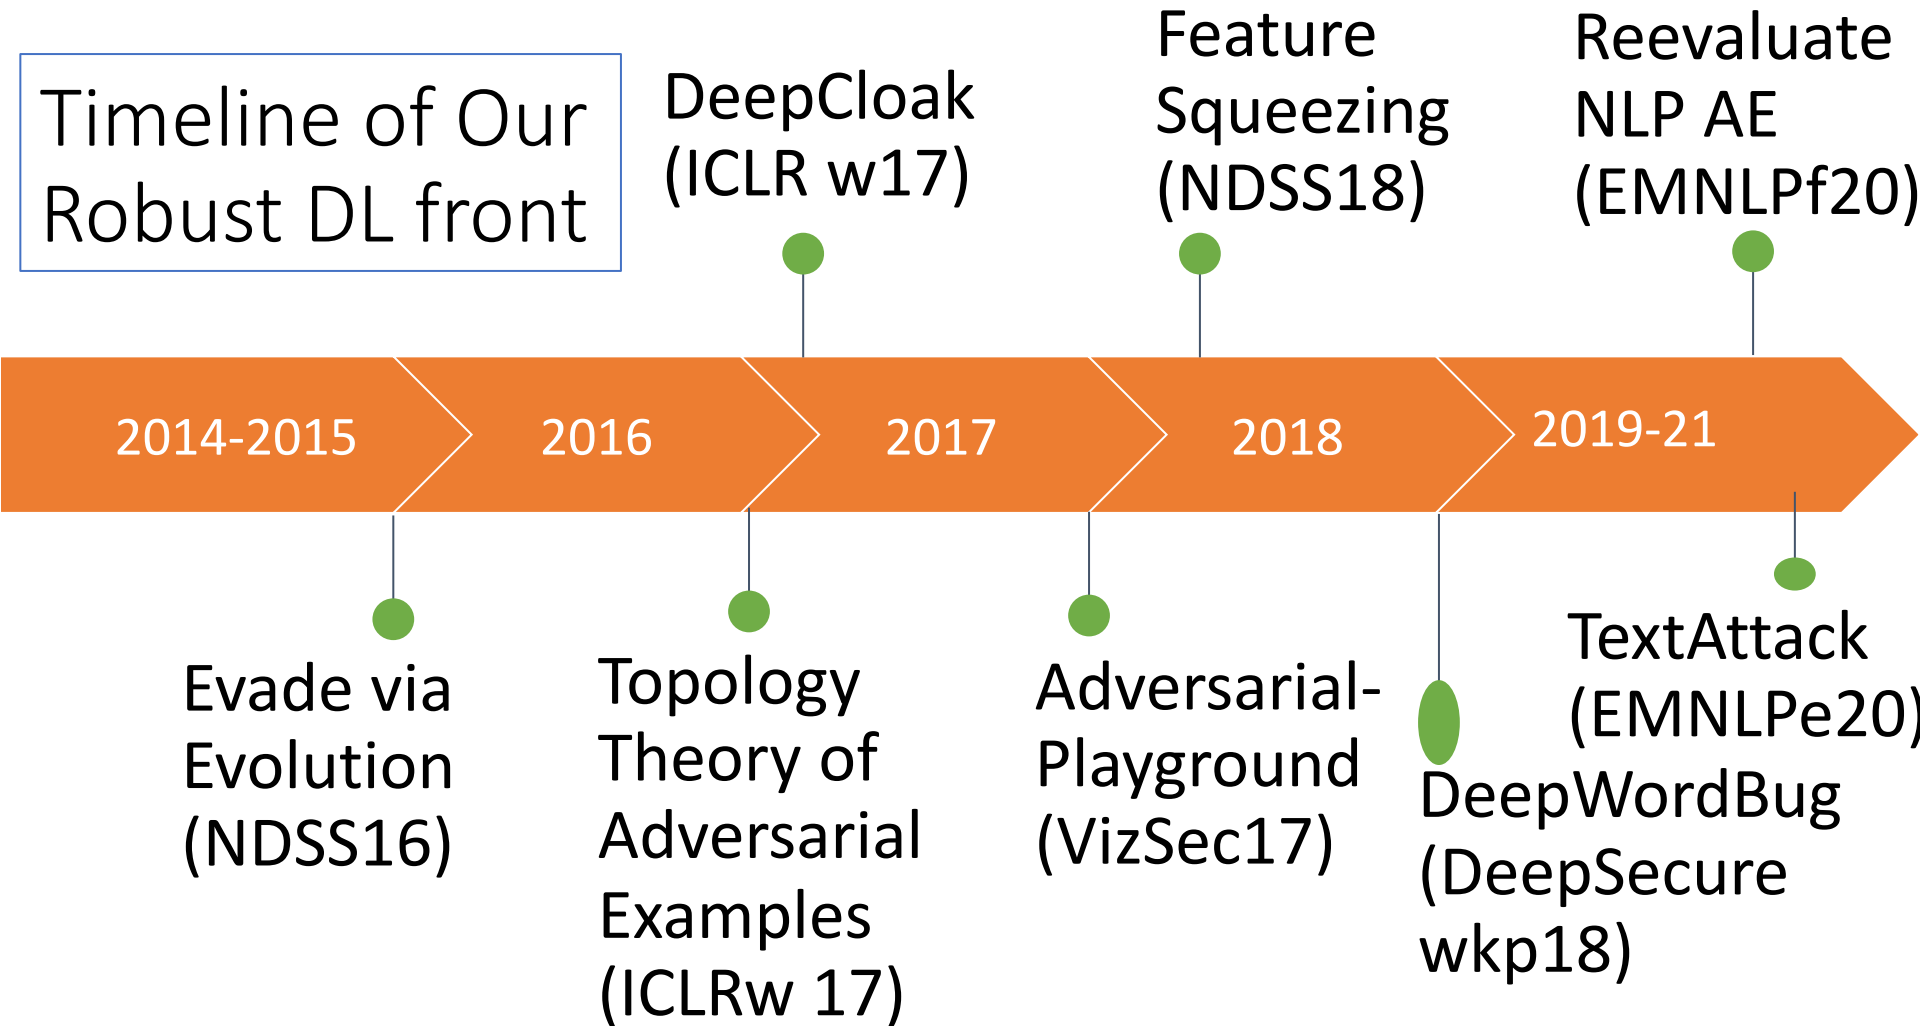 Timeline of Our
Robust DL front
DeepCloak
(ICLR w17)
Feature
Squeezing
(NDSS18)
Reevaluate
NLP AE
(EMNLPf20)
2014-2015
2016
2017
2018
2019-21
Evade via
Evolution
(NDSS16)
Topology
Theory of
Adversarial
Examples
(ICLRw 17)
Adversarial-
Playground
(VizSec17)
DeepWordBug
(DeepSecure
wkp18)
TextAttack
(EMNLPe20)